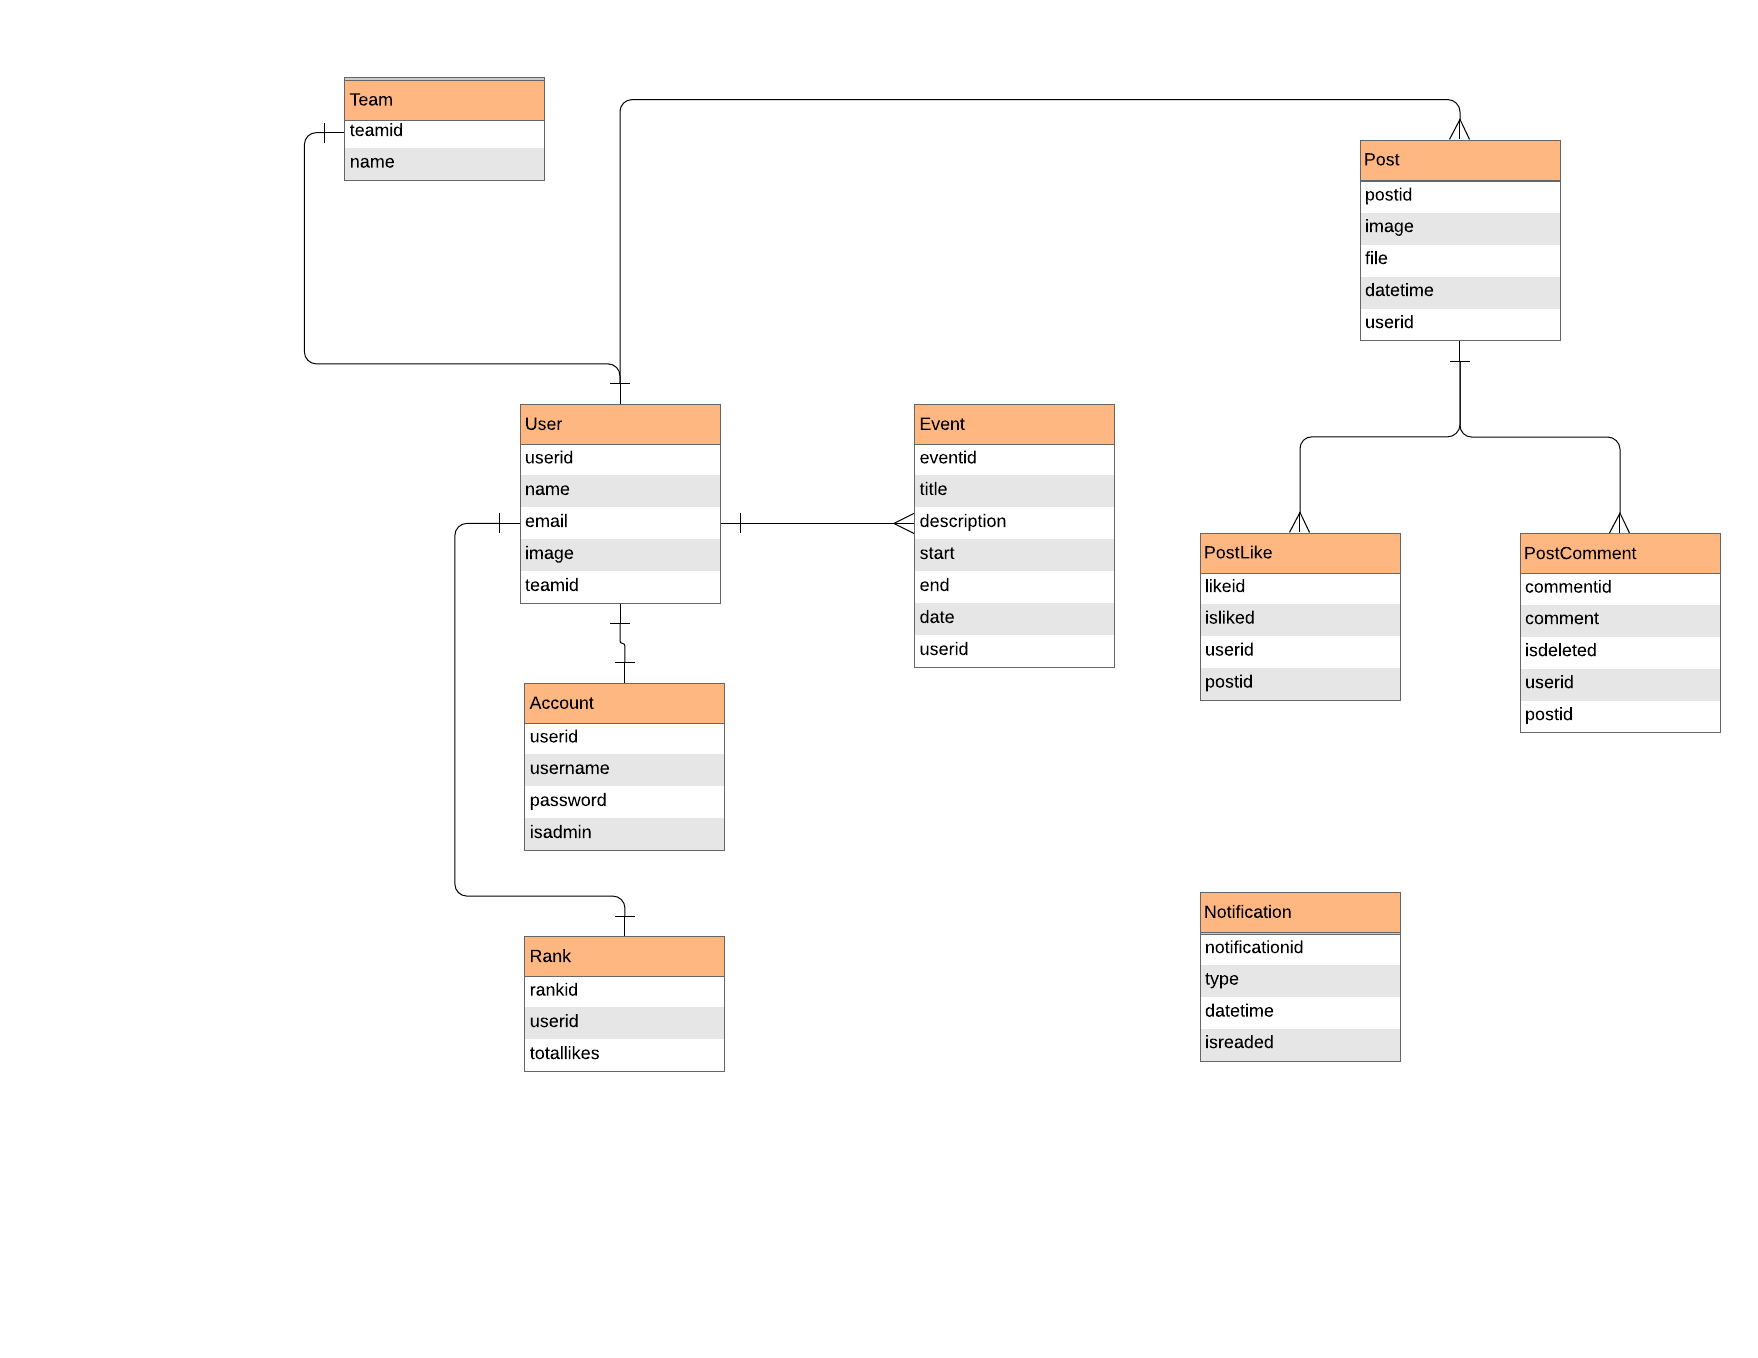 Team
teamid
name
Post
postid
image
file
datetime
userid
User
userid
name
email
image
teamid
Event
eventid
title
description
start
end
date
userid
PostLike
likeid
isliked
userid
postid
PostComment
commentid
comment
isdeleted
userid
postid
Account
userid
username
password
isadmin
Rank
rankid
userid
totallikes
Notification
notificationid
type
datetime
isreaded